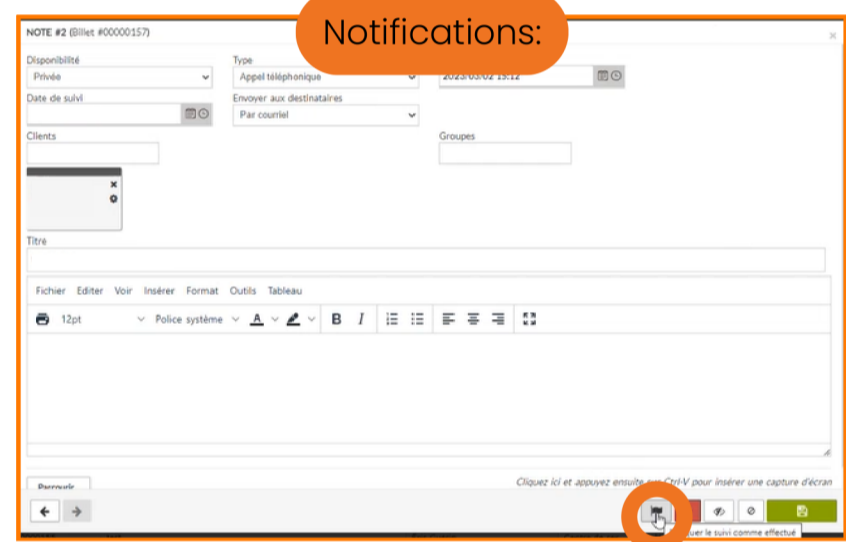 Notifications:
NOTE #2 (Billet #00000157)
Disponibilité Type
Privée Appel téléphonique 2023/03/02 15:12
Date de suivi Envoyer aux destinataires
Par courriel
Clients Groupes
Titre
Fichier Editer Voir Insérer Format Outils Tableau
12pt Police système A B I
Cliquez ici et appuyez ensuite sur Ctrl-V pour insérer une capture d'écran
Parcourir
uer le suivi comme effectué